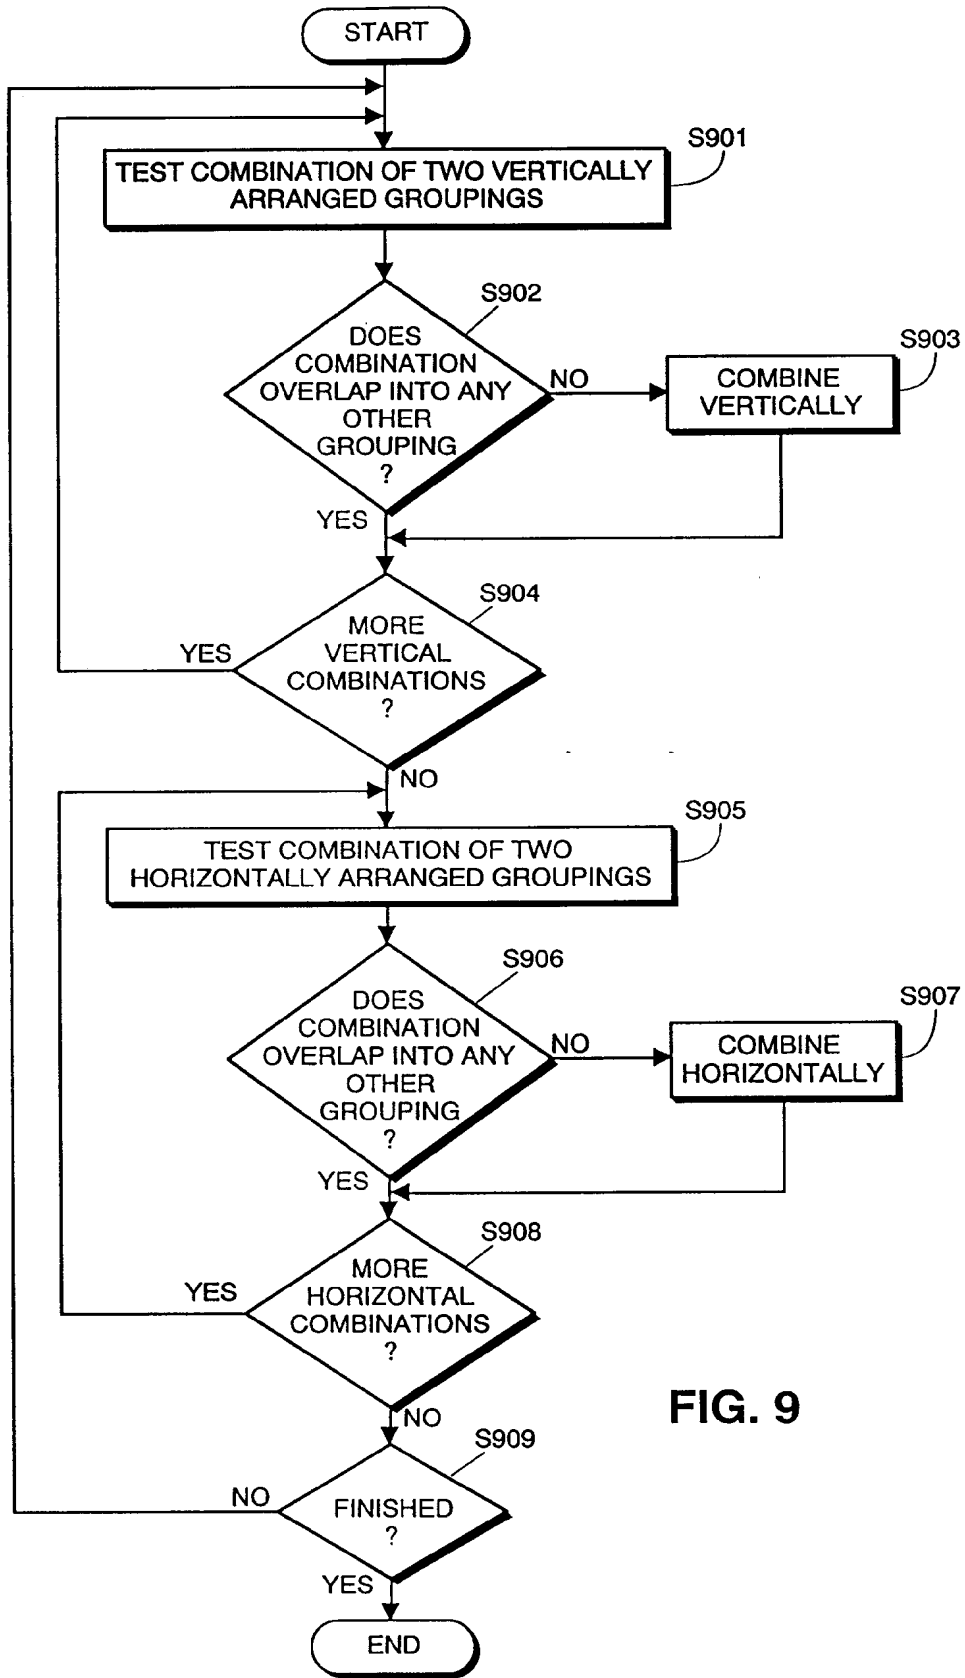 START
S901
TEST COMBINATION OF TWO VERTICALLY
ARRANGED GROUPINGS
S902
DOES
COMBINATION
OVERLAP INTO ANY
OTHER
GROUPING
?
NO
S903
COMBINE
VERTICALLY
YES
S904
MORE
VERTICAL
COMBINATIONS
?
YES
NO
S905
TEST COMBINATION OF TWO
HORIZONTALLY ARRANGED GROUPINGS
S906
DOES
COMBINATION
OVERLAP INTO ANY
OTHER
GROUPING
?
NO
S907
COMBINE
HORIZONTALLY
YES
S908
MORE
HORIZONTAL
COMBINATIONS
?
YES
NO
FIG. 9
S909
FINISHED
?
NO
YES
END